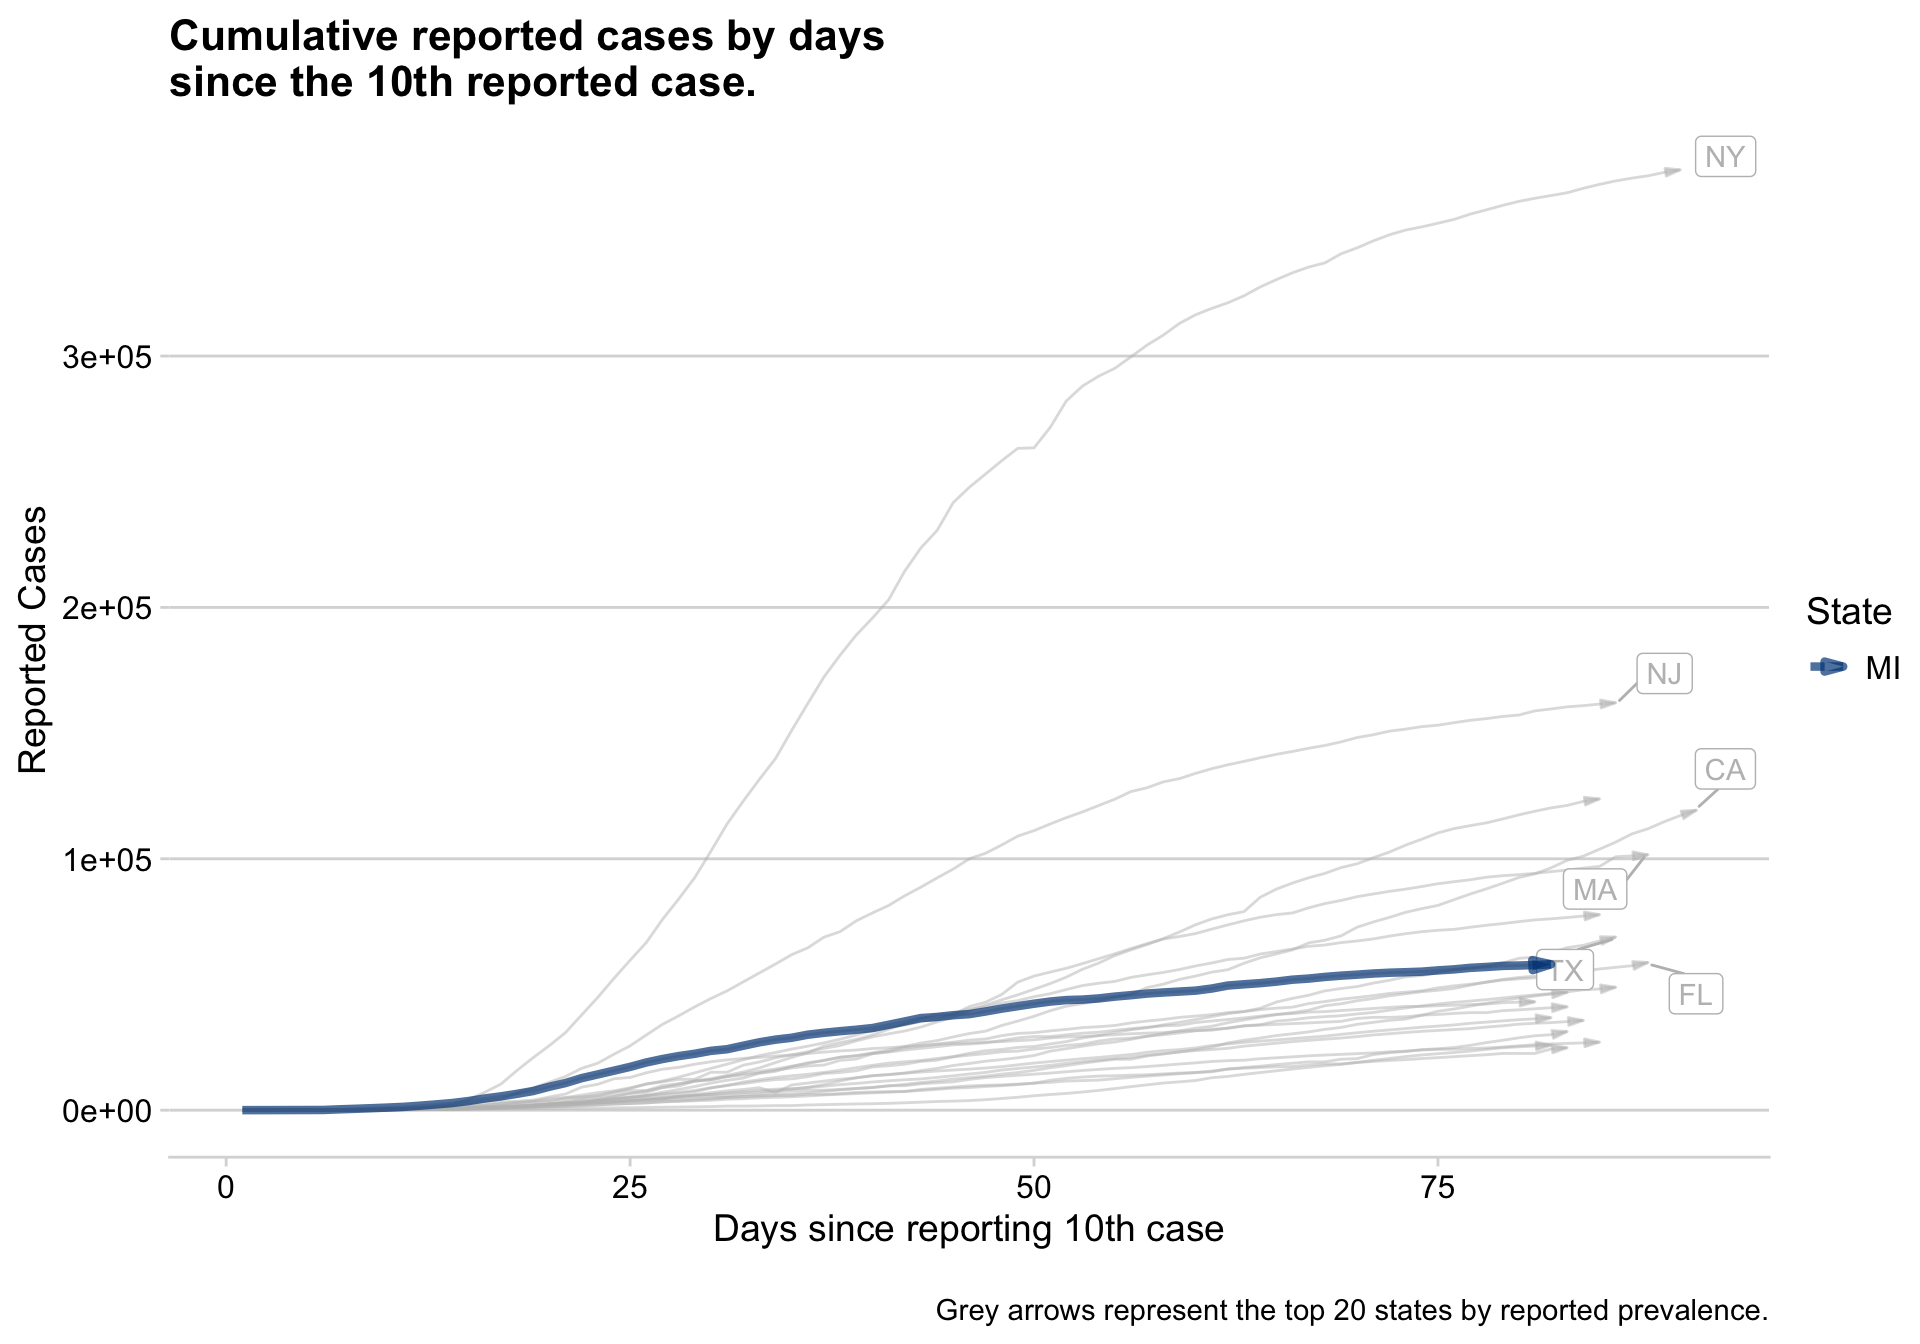 Cumulative reported cases by days
since the 10th reported case.
NY
3e+05
Reported Cases
2e+05
State
MI
NJ
CA
1e+05
MA
TX
FL
0e+00
0
25
50
75
Days since reporting 10th case
Grey arrows represent the top 20 states by reported prevalence.